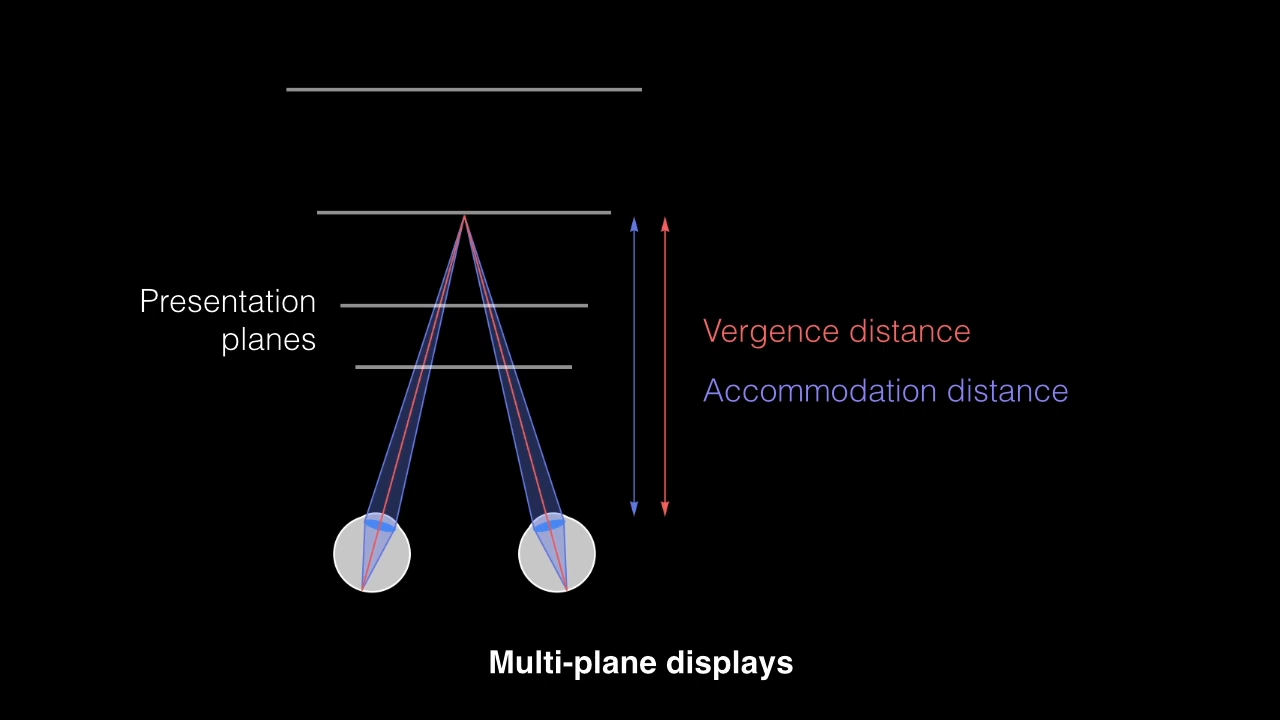 Presentation
planes
Vergence distance
Accommodation distance
Multi-plane displays